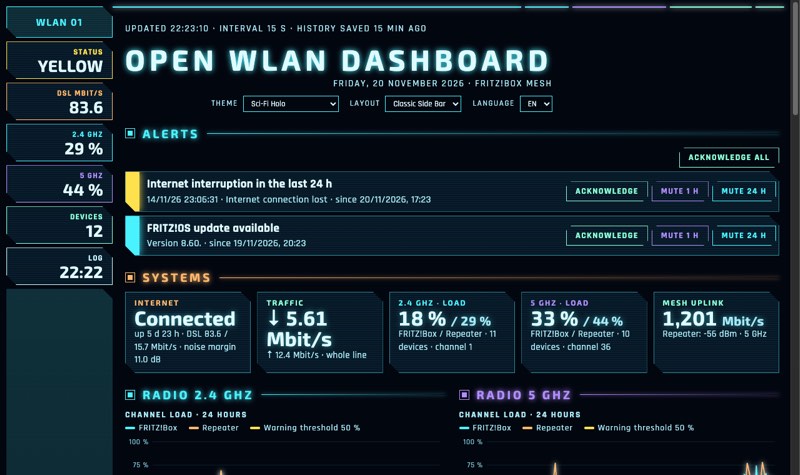 WLAN 01
STATUS
YELLOW
DSL MBIT/S
83.6
2.4 GHZ
29 %
5 GHZ
44 %
DEVICES
12
LOG
22:22
UPDATED 22:23:10 · INTERVAL 15 S · HISTORY SAVED 15 MIN AGO
OPEN WLAN DASHBOARD
FRIDAY, 20 NOVEMBER 2026 · FRITZ!BOX MESH
THEME Sci-Fi Holo LAYOUT Classic Side Bar LANGUAGE EN
ALERTS
ACKNOWLEDGE ALL
Internet interruption in the last 24 h
14/11/26 23:06:31 · Internet connection lost · since 20/11/2026, 17:23
ACKNOWLEDGE MUTE 1 H MUTE 24 H
FRITZ!OS update available
Version 8.60. · since 19/11/2026, 20:23
ACKNOWLEDGE MUTE 1 H MUTE 24 H
SYSTEMS
INTERNET
Connected
up 5 d 23 h · DSL 83.6 /
15.7 Mbit/s · noise margin
11.0 dB
TRAFFIC
↓ 5.61
Mbit/s
↑ 12.4 Mbit/s · whole line
2.4 GHZ · LOAD
18 % / 29 %
FRITZ!Box / Repeater · 11
devices · channel 1
5 GHZ · LOAD
33 % / 44 %
FRITZ!Box / Repeater · 10
devices · channel 36
MESH UPLINK
1,201 Mbit/s
Repeater: -56 dBm · 5 GHz
RADIO 2.4 GHZ
CHANNEL LOAD · 24 HOURS
FRITZ!Box Repeater Warning threshold 50 %
100 %
75 %
RADIO 5 GHZ
CHANNEL LOAD · 24 HOURS
FRITZ!Box Repeater Warning threshold 50 %
100 %
75 %